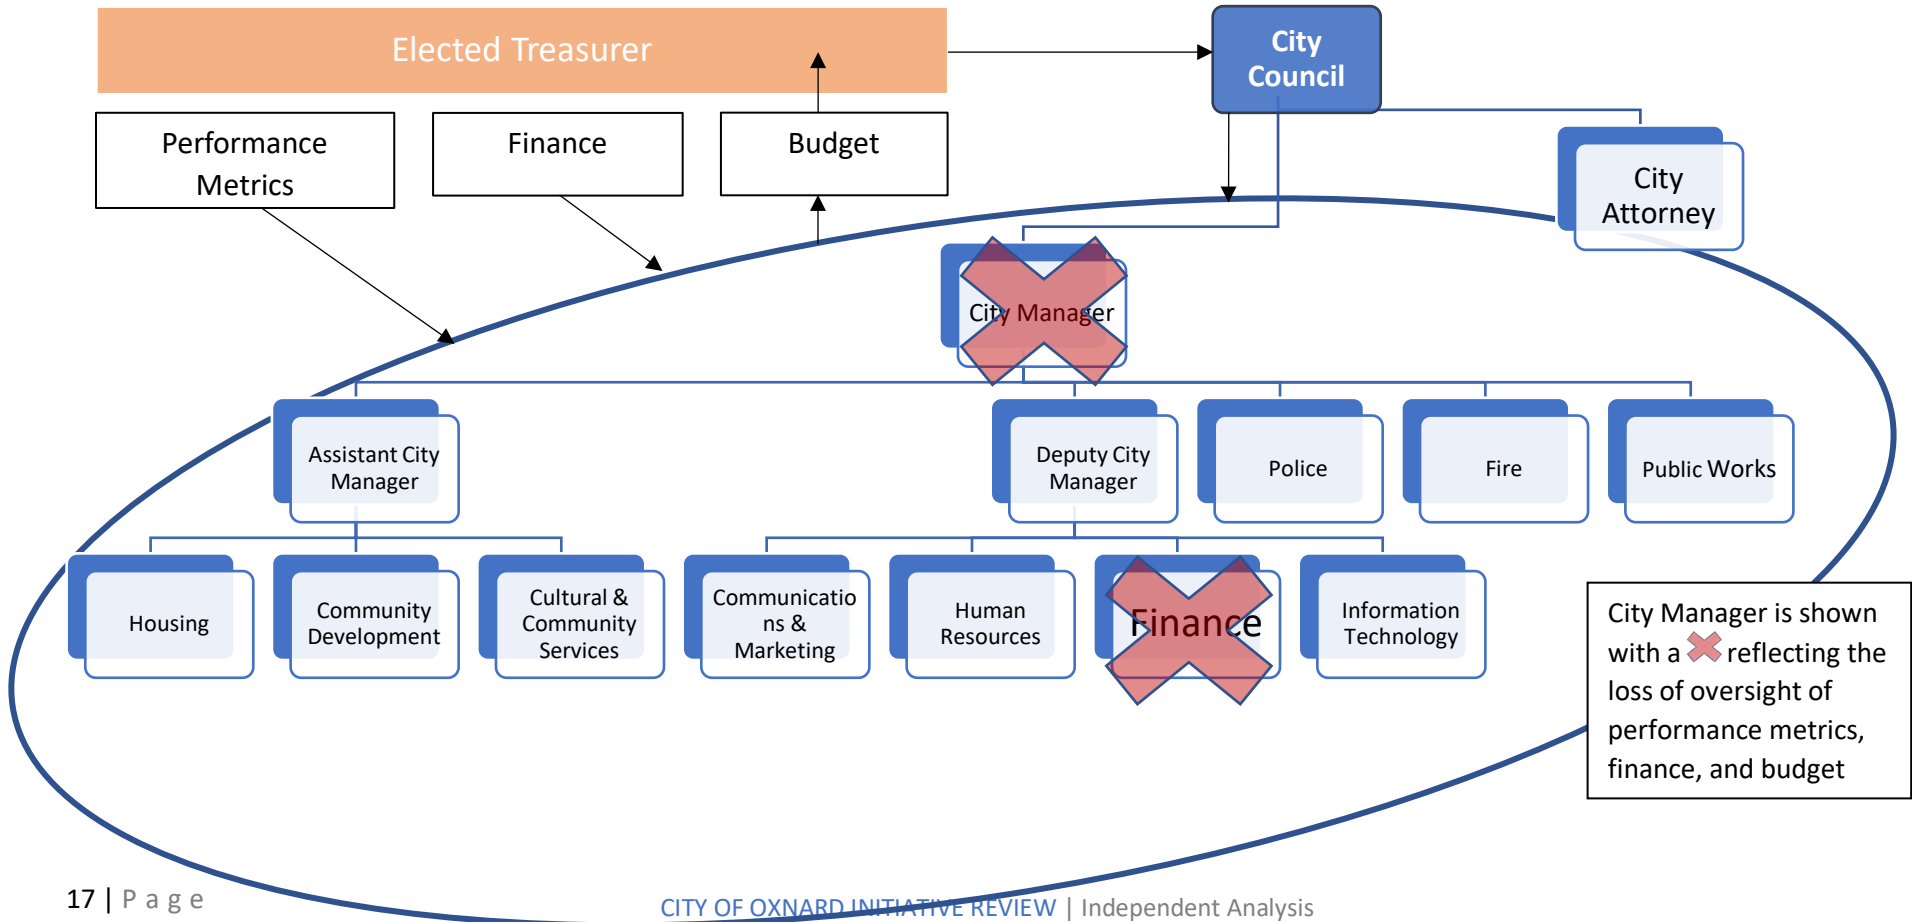 Elected Treasurer
City
Council
Performance
Metrics
Finance
Budget
City
Attorney
City Manager
Assistant City
Manager
Deputy City
Manager
Police
Fire
Public Works
Housing
Community
Development
Cultural &
Community
Services
Communicatio
ns &
Marketing
Human
Resources
Finance
Information
Technology
City Manager is shown
with a reflecting the
loss of oversight of
performance metrics,
finance, and budget
17 | P a g e
CITY OF OXNARD INITIATIVE REVIEW | Independent Analysis